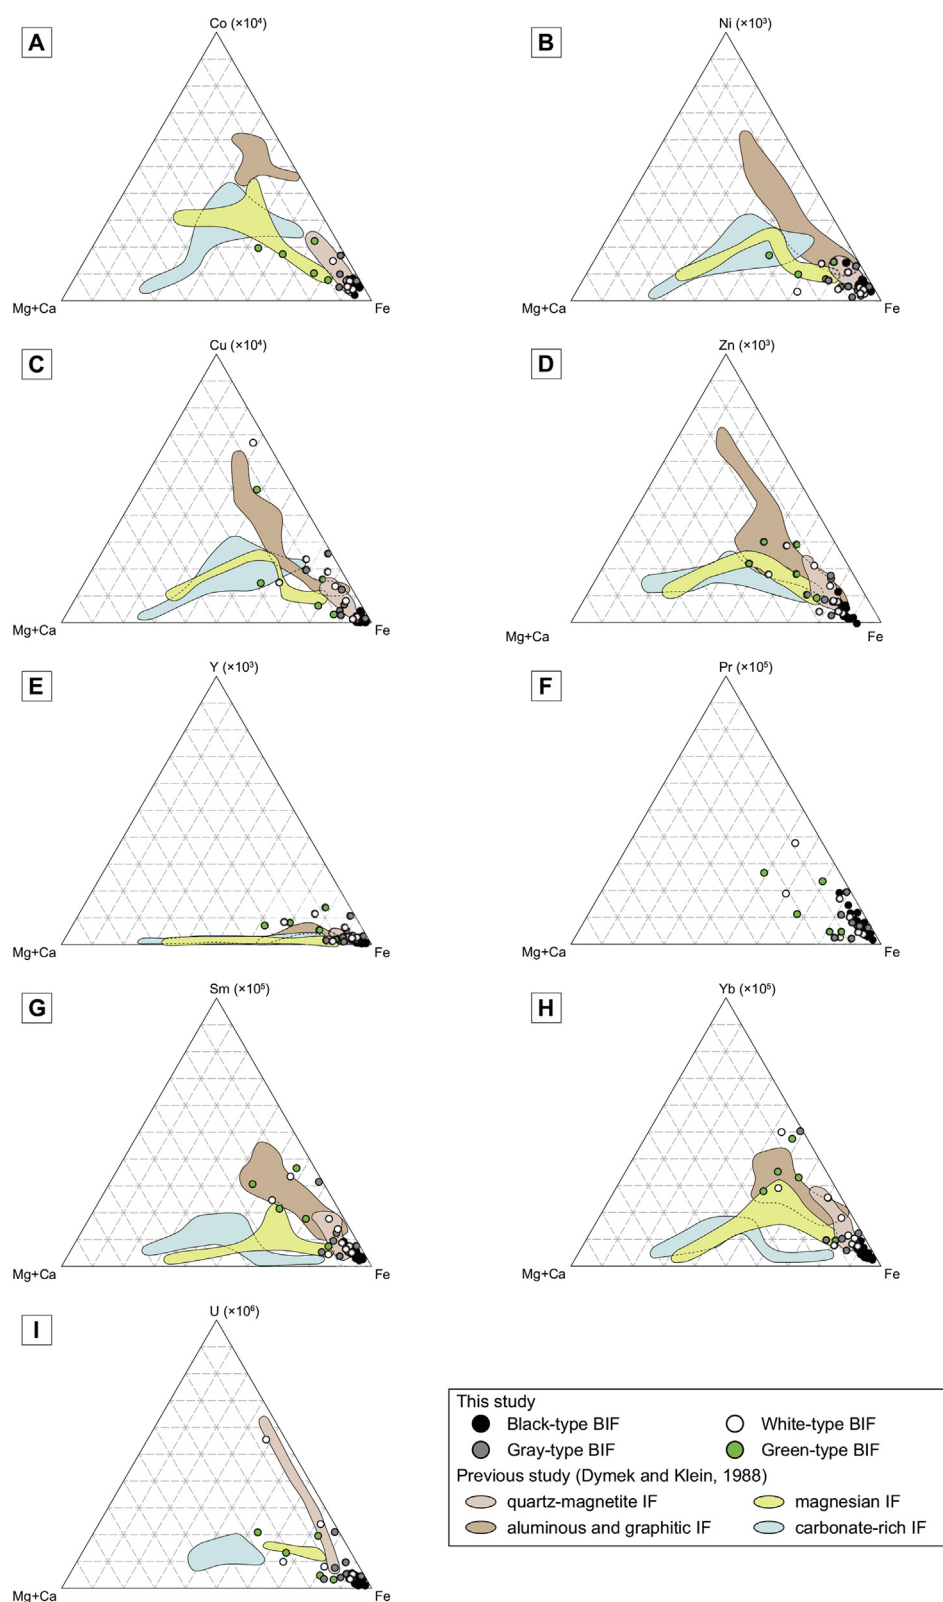 A
Co (×10⁴)
Mg+Ca
Fe
B
Ni (×10³)
Mg+Ca
Fe
C
Cu (×10⁴)
Mg+Ca
Fe
D
Zn (×10³)
Mg+Ca
Fe
E
Y (×10³)
Mg+Ca
Fe
F
Pr (×10⁵)
Mg+Ca
Fe
G
Sm (×10⁵)
Mg+Ca
Fe
H
Yb (×10⁵)
Mg+Ca
Fe
I
U (×10⁶)
Mg+Ca
Fe
This study
Black-type BIF
White-type BIF
Gray-type BIF
Green-type BIF
Previous study (Dymek and Klein, 1988)
quartz-magnetite IF
magnesian IF
aluminous and graphitic IF
carbonate-rich IF